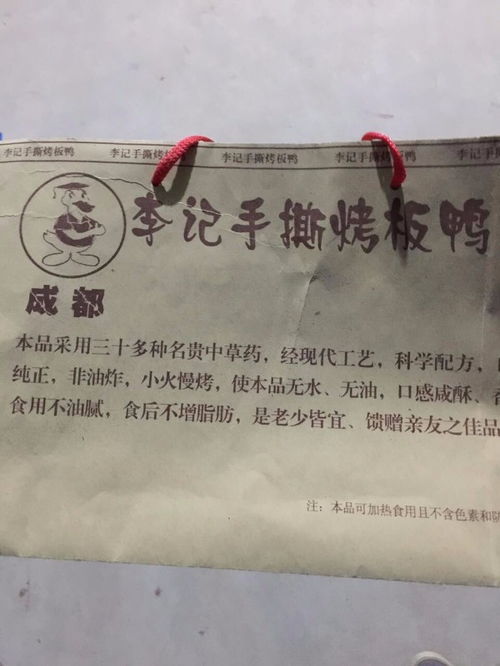 李记手撕烤板鸭 李记手撕烤板鸭 李记手撕烤板鸭 李记手撕烤板鸭 李记手
李记手撕烤板鸭
成都
本品采用三十多种名贵中草药，经现代工艺，科学配方，
纯正，非油炸，小火慢烤，使本品无水、无油，口感咸酥、香
食用不油腻，食后不增脂肪，是老少皆宜、馈赠亲友之佳品
注：本品可加热食用且不含色素和防